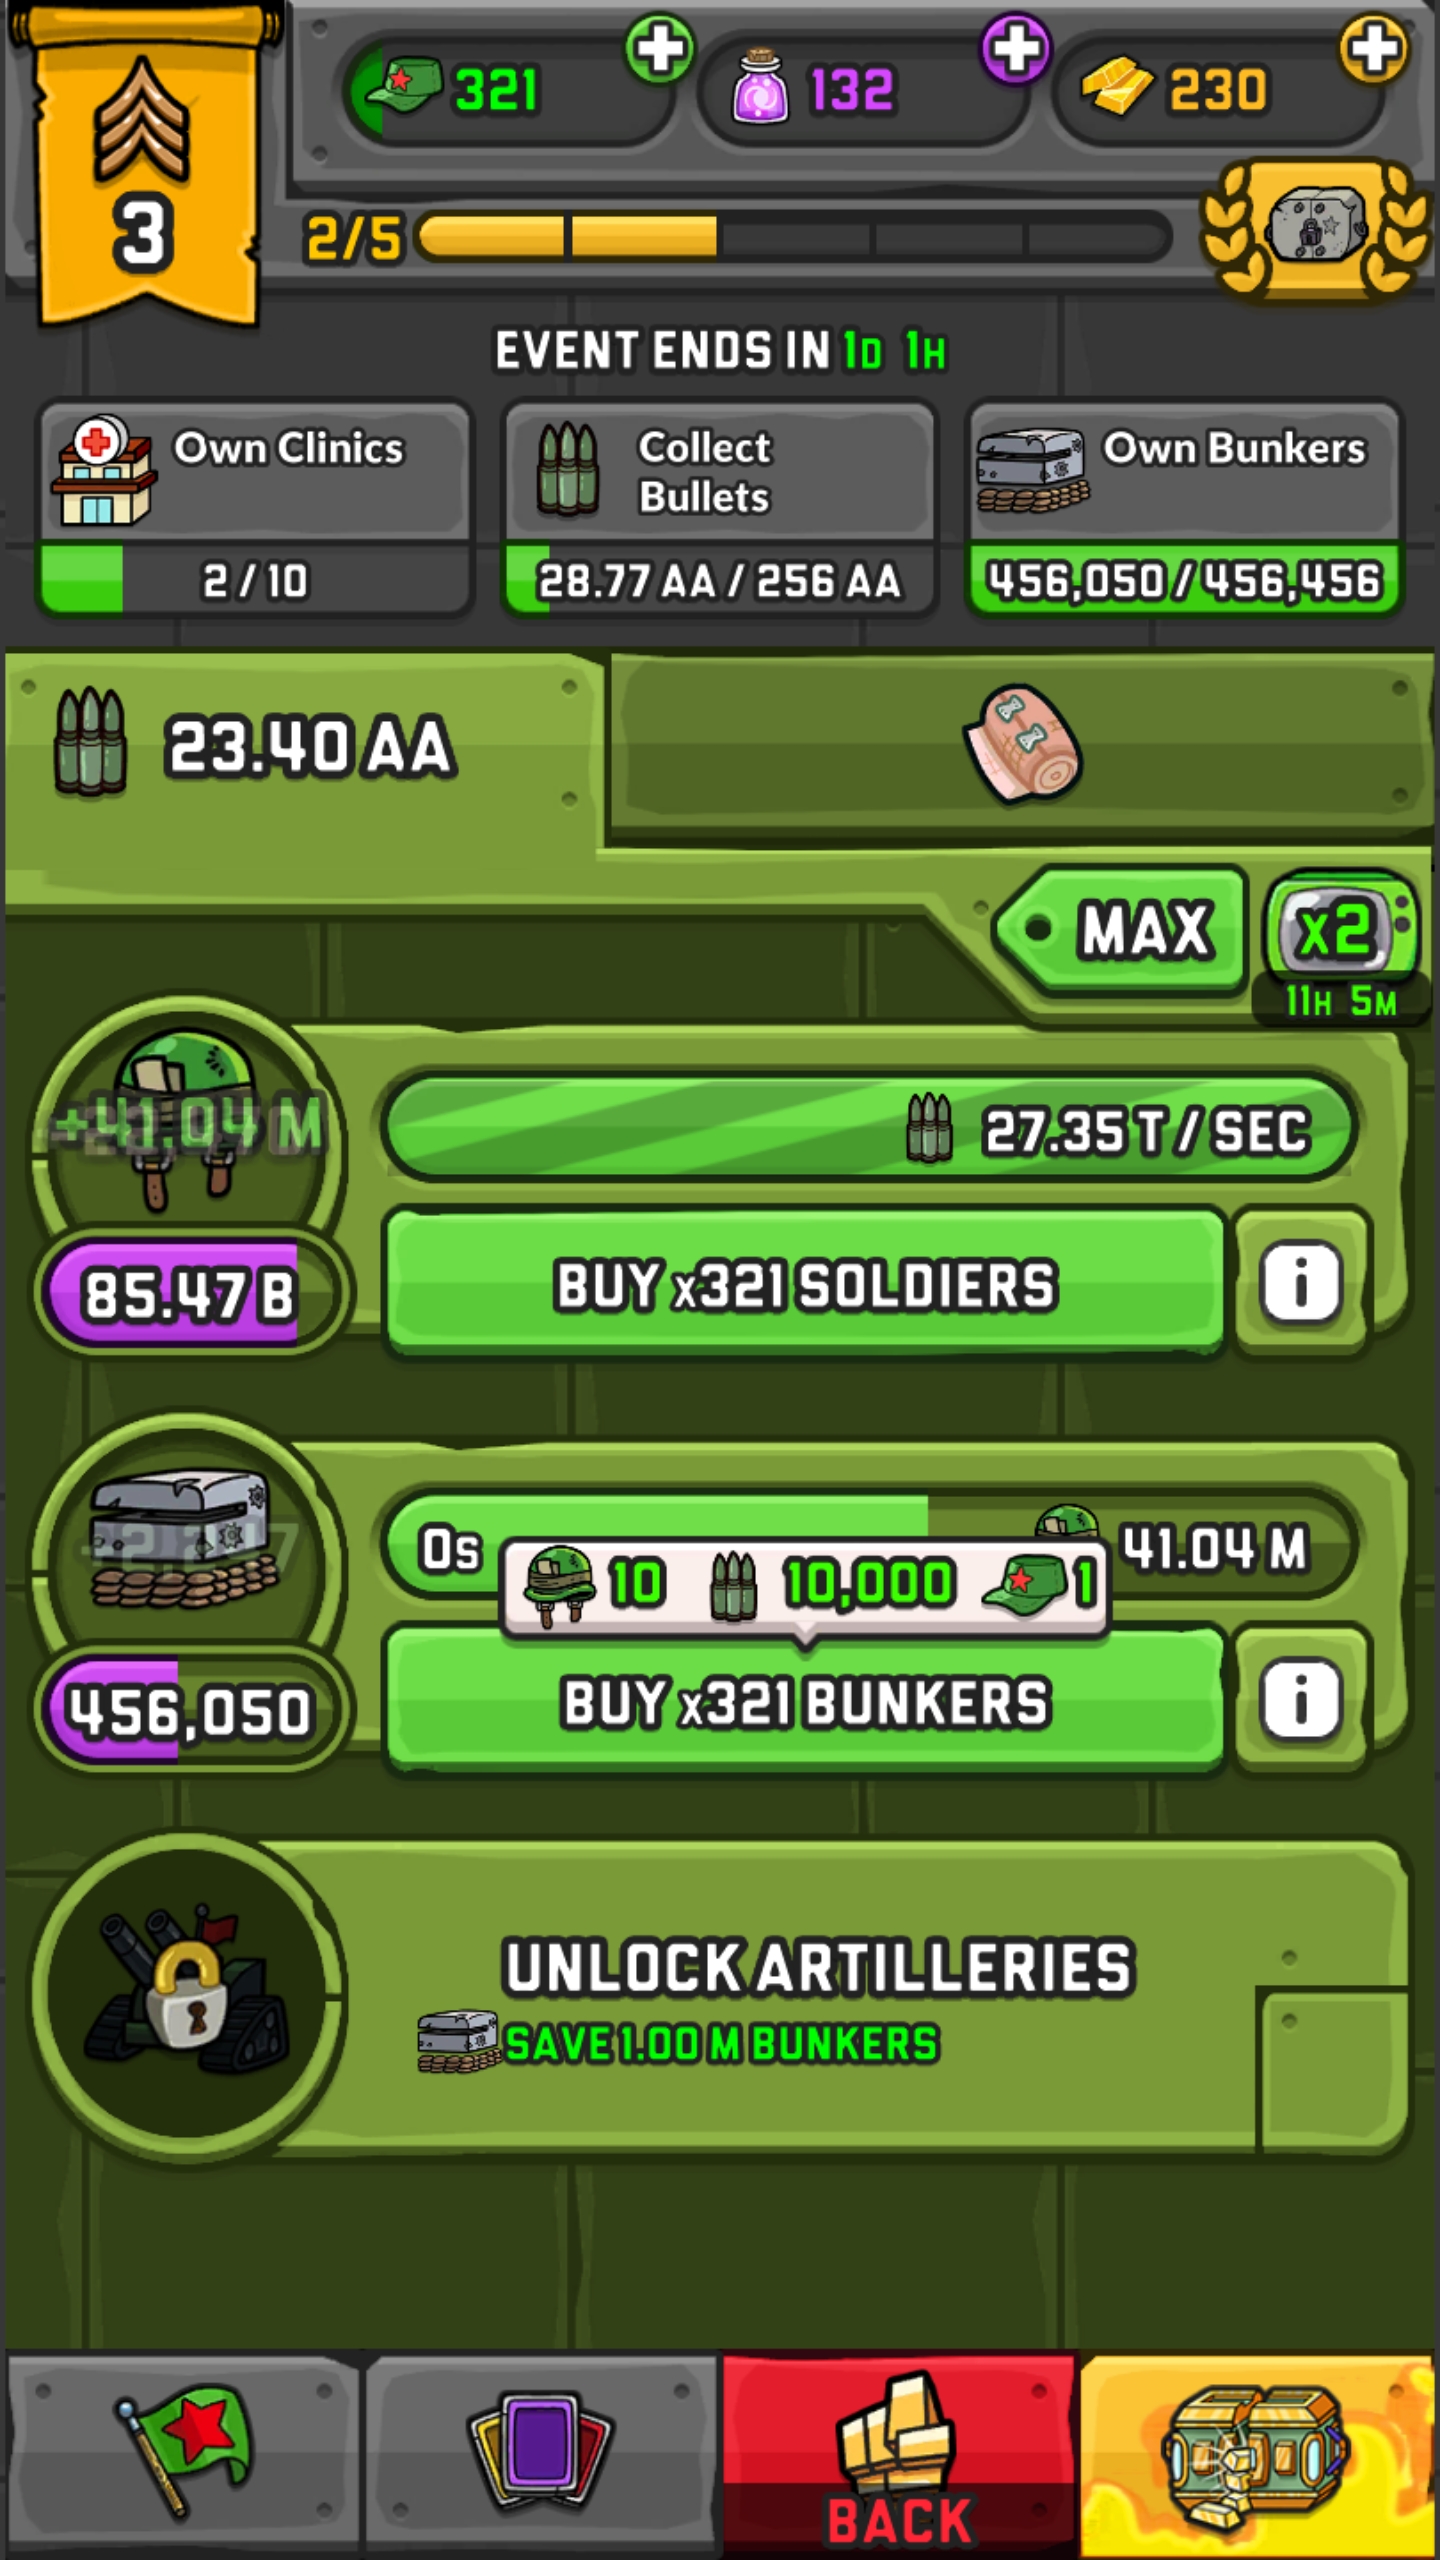 321
132
230
3
2/5
EVENT ENDS IN 1D 1H
Own Clinics
2 / 10
Collect
Bullets
28.77 AA / 256 AA
Own Bunkers
456,050 / 456,456
23.40 AA
MAX
x2
11H 5M
+41.04 M
27.35 T / SEC
85.47 B
BUY x321 SOLDIERS
0s
41.04 M
10 10,000 1
456,050
BUY x321 BUNKERS
UNLOCK ARTILLERIES
SAVE 1.00 M BUNKERS
BACK